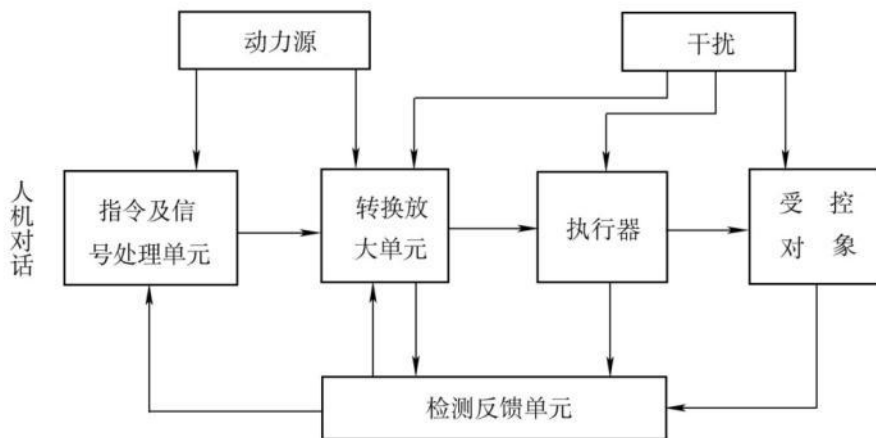 动力源
干扰
人机对话
指令及信
号处理单元
转换放
大单元
执行器
受 控
对 象
检测反馈单元